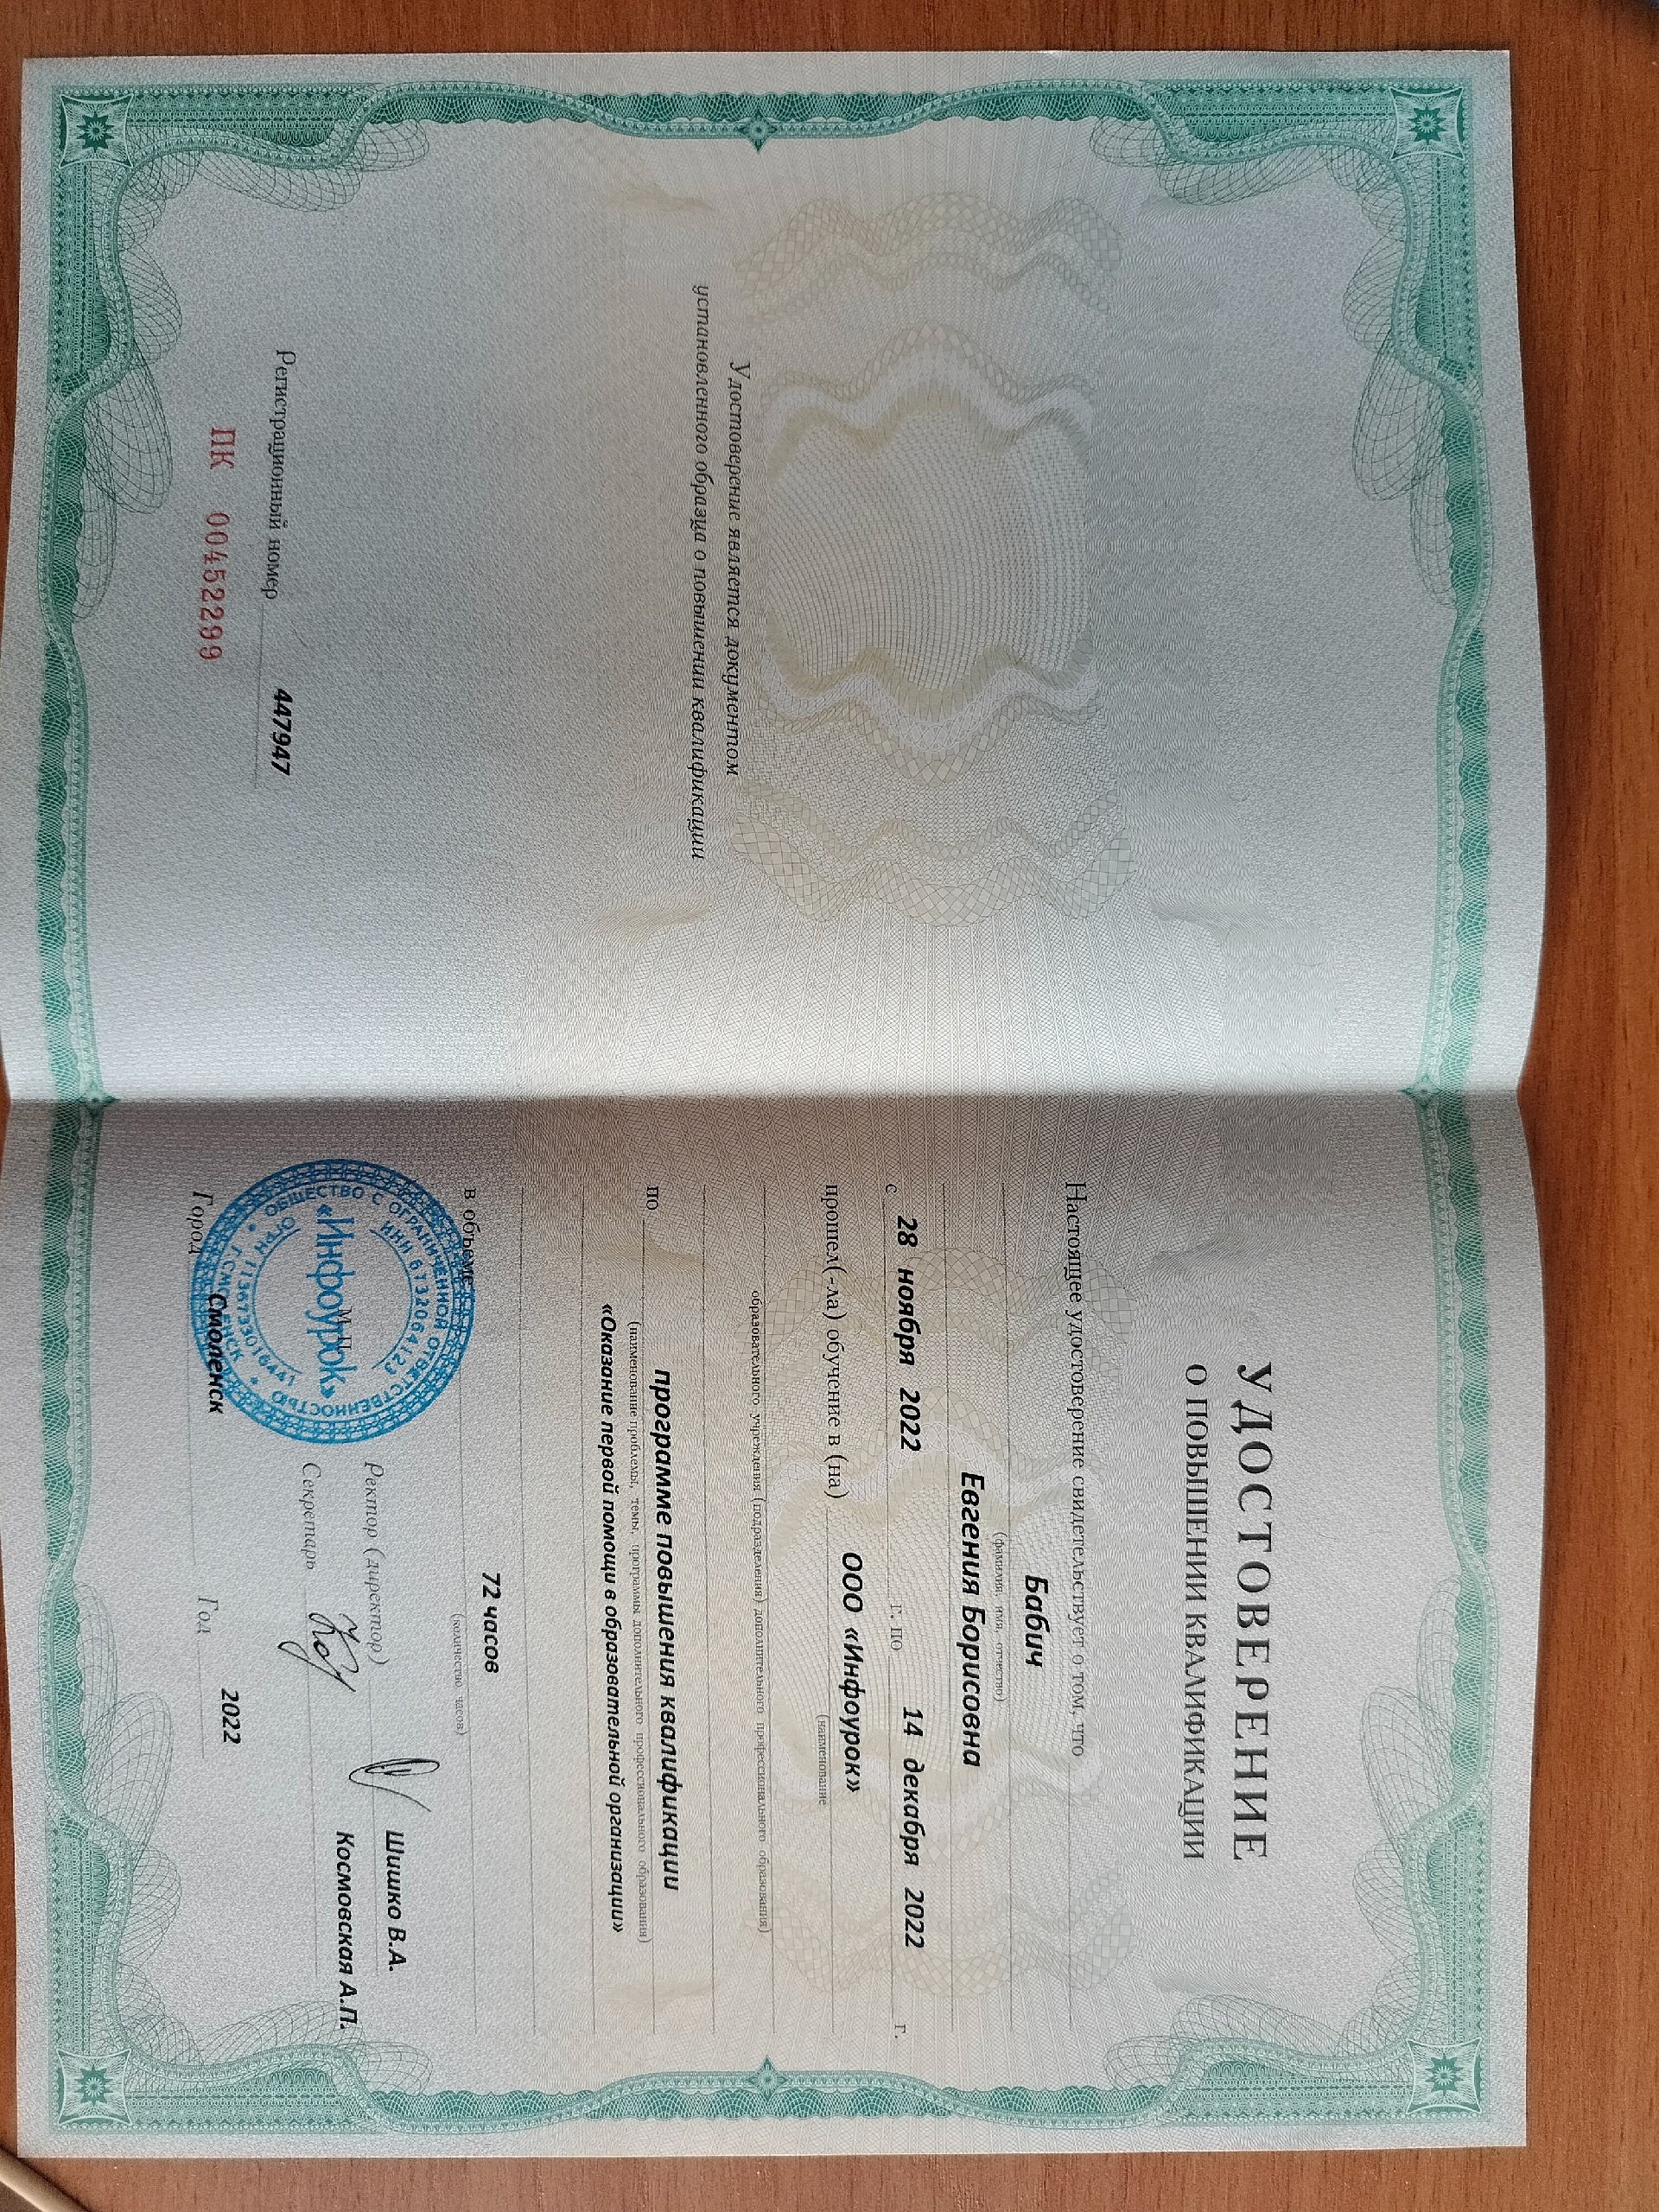 Удостоверение является документом
установленного образца о повышении квалификации
Регистрационный номер 447947
ПК 00452299
УДОСТОВЕРЕНИЕ
О ПОВЫШЕНИИ КВАЛИФИКАЦИИ
Настоящее удостоверение свидетельствует о том, что
Бабич
(фамилия, имя, отчество)
Евгения Борисовна
с 28 ноября 2022 г. по 14 декабря 2022 г.
прошел(-ла) обучение в (на) ООО «Инфоурок»
(наименование
образовательного учреждения (подразделения) дополнительного профессионального образования)
по программе повышения квалификации
(наименование проблемы, темы, программы дополнительного профессионального образования)
«Оказание первой помощи в образовательной организации»
в объеме 72 часов
(количество часов)
ОБЩЕСТВО С ОГРАНИЧЕННОЙ ОТВЕТСТВЕННОСТЬЮ
ИНН 6732064123
«Инфоурок»
М.П.
ОГРН 1136733016441
Г. СМОЛЕНСК
Ректор (директор) Шишко В.А.
Секретарь Космовская А.П.
Город Смоленск Год 2022